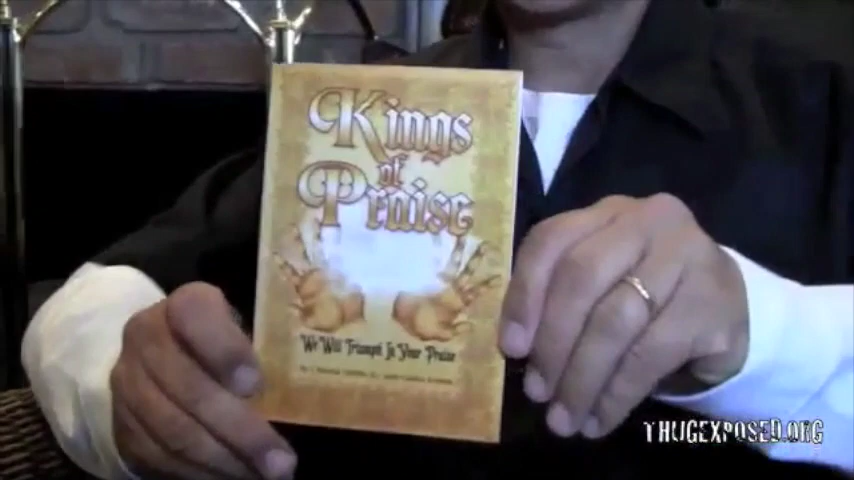 Kings
of
Praise
We Will Triumph In Your Praise
THUGEXPOSED.ORG